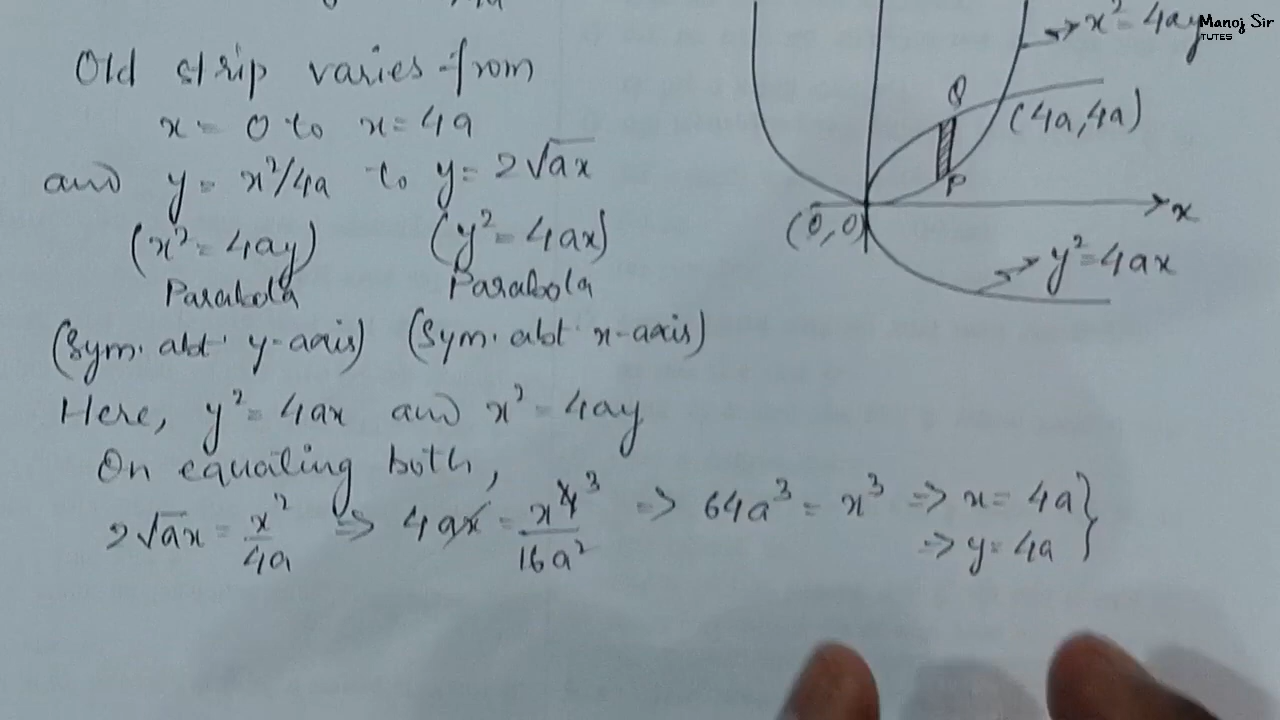 Old strip varies from
x = 0 to x = 4a
and y = x²/4a to y = 2√ax
(x² = 4ay) (y² = 4ax)
Parabola Parabola
(Sym. abt. y-axis) (Sym. abt x-axis)
Here, y² = 4ax and x² = 4ay
On equating both,
2√ax = x²/4a => 4ax = x⁴ ³/16a² => 64a³ = x³ => x = 4a}
=> y = 4a
x² = 4ay
Manoj Sir
TUTES
Q
(4a, 4a)
P
x
(0,0)
y² = 4ax